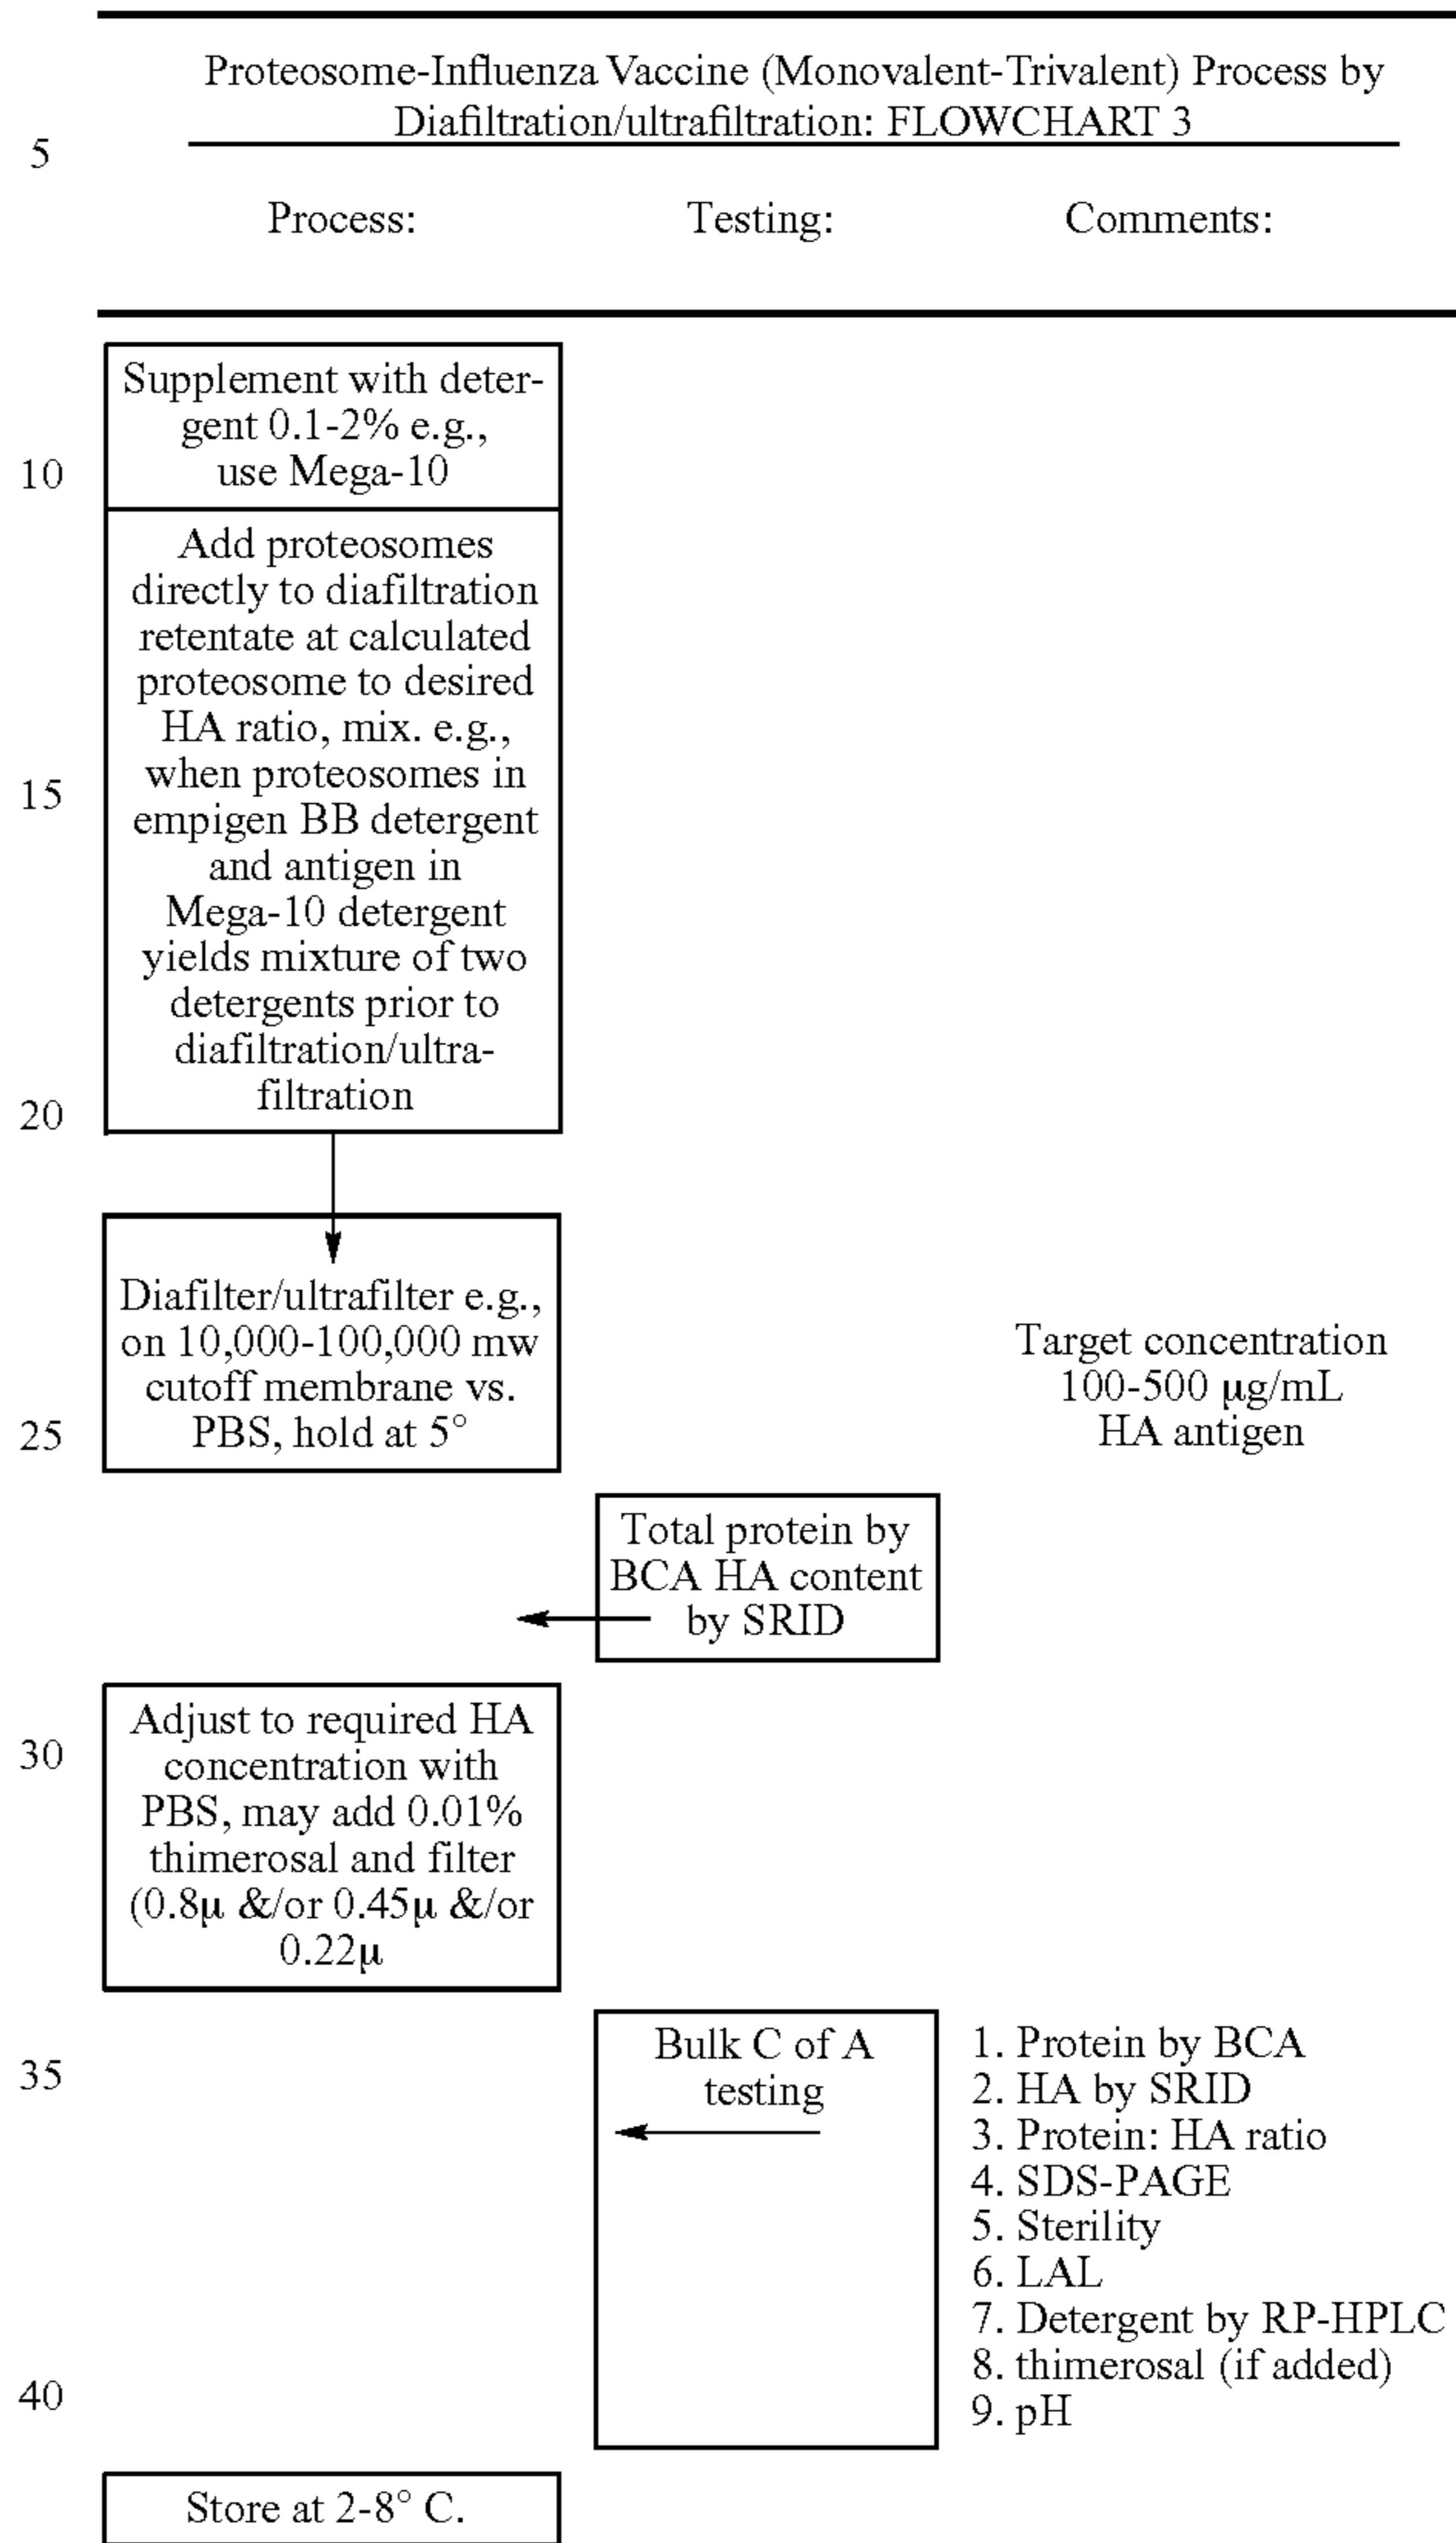 Proteosome-Influenza Vaccine (Monovalent-Trivalent) Process by
Diafiltration/ultrafiltration: FLOWCHART 3
5
Process:
Testing:
Comments:
Supplement with deter-
gent 0.1-2% e.g.,
use Mega-10
10
Add proteosomes
directly to diafiltration
retentate at calculated
proteosome to desired
HA ratio, mix. e.g.,
when proteosomes in
15
empigen BB detergent
and antigen in
Mega-10 detergent
yields mixture of two
detergents prior to
diafiltration/ultra-
filtration
20
Diafilter/ultrafilter e.g.,
on 10,000-100,000 mw
cutoff membrane vs.
PBS, hold at 5°
25
Target concentration
100-500 µg/mL
HA antigen
Total protein by
BCA HA content
by SRID
Adjust to required HA
30
concentration with
PBS, may add 0.01%
thimerosal and filter
(0.8µ &/or 0.45µ &/or
0.22µ
Bulk C of A
testing
35
1. Protein by BCA
2. HA by SRID
3. Protein: HA ratio
4. SDS-PAGE
5. Sterility
6. LAL
7. Detergent by RP-HPLC
8. thimerosal (if added)
9. pH
40
Store at 2-8° C.